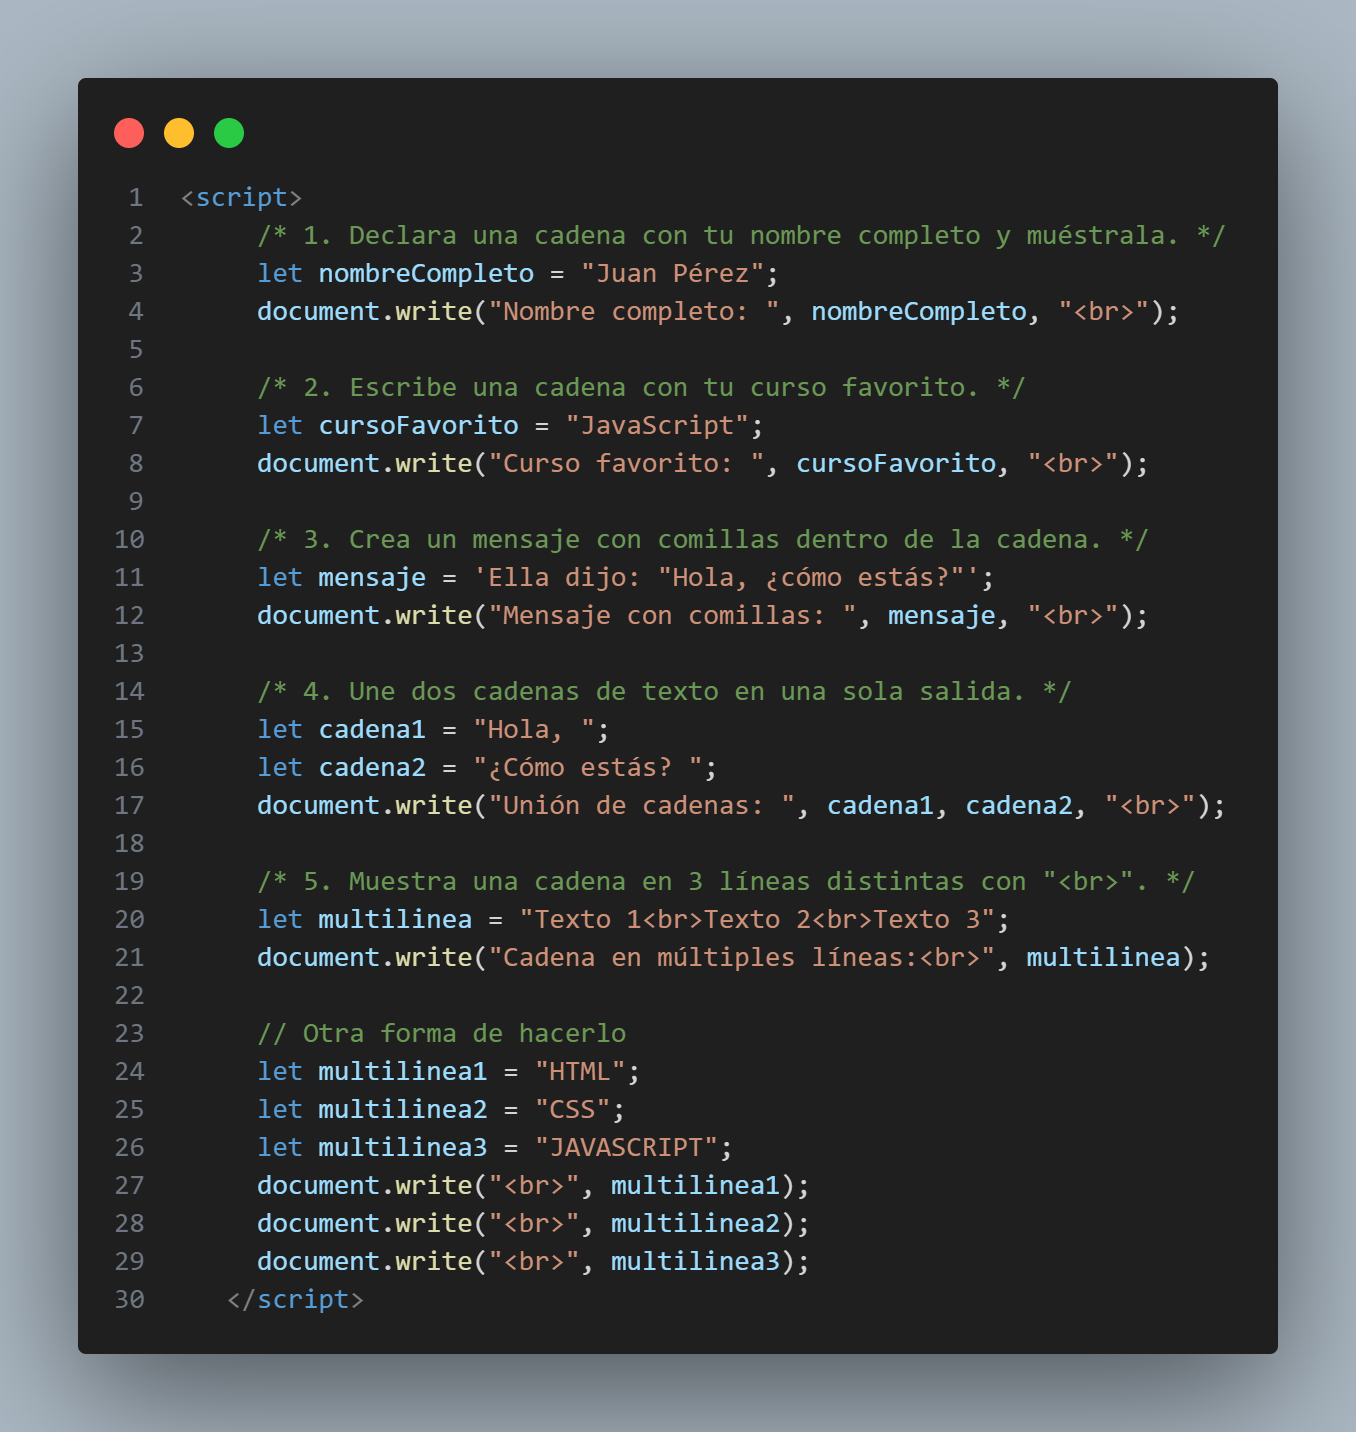 1 <script>
2 /* 1. Declara una cadena con tu nombre completo y muéstrala. */
3 let nombreCompleto = "Juan Pérez";
4 document.write("Nombre completo: ", nombreCompleto, "<br>");
5
6 /* 2. Escribe una cadena con tu curso favorito. */
7 let cursoFavorito = "JavaScript";
8 document.write("Curso favorito: ", cursoFavorito, "<br>");
9
10 /* 3. Crea un mensaje con comillas dentro de la cadena. */
11 let mensaje = 'Ella dijo: "Hola, ¿cómo estás?"';
12 document.write("Mensaje con comillas: ", mensaje, "<br>");
13
14 /* 4. Une dos cadenas de texto en una sola salida. */
15 let cadena1 = "Hola, ";
16 let cadena2 = "¿Cómo estás? ";
17 document.write("Unión de cadenas: ", cadena1, cadena2, "<br>");
18
19 /* 5. Muestra una cadena en 3 líneas distintas con "<br>". */
20 let multilinea = "Texto 1<br>Texto 2<br>Texto 3";
21 document.write("Cadena en múltiples líneas:<br>", multilinea);
22
23 // Otra forma de hacerlo
24 let multilinea1 = "HTML";
25 let multilinea2 = "CSS";
26 let multilinea3 = "JAVASCRIPT";
27 document.write("<br>", multilinea1);
28 document.write("<br>", multilinea2);
29 document.write("<br>", multilinea3);
30 </script>